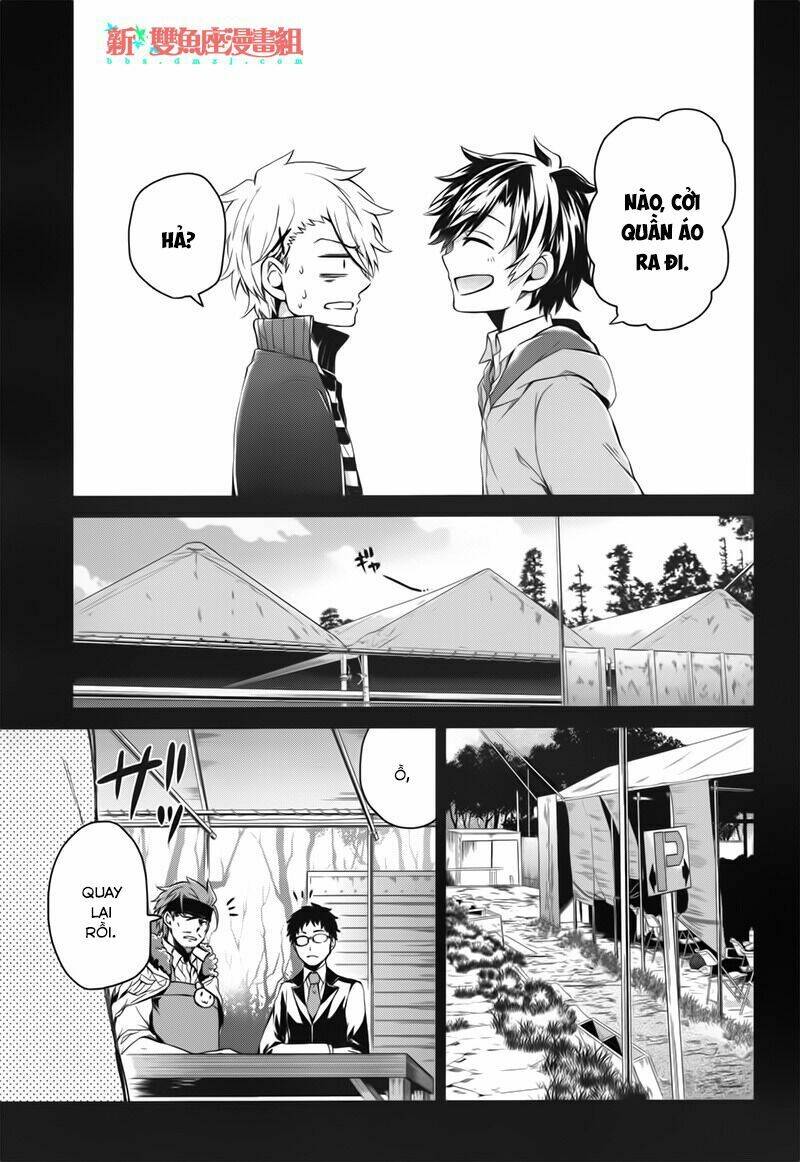 新·雙魚座漫畫組
bbs.dmzj.com
NÀO, CỞI
QUẦN ÁO
RA ĐI.
HẢ?
ギャー
P
Ồ,
ザッ
QUAY
LẠI
RỒI.